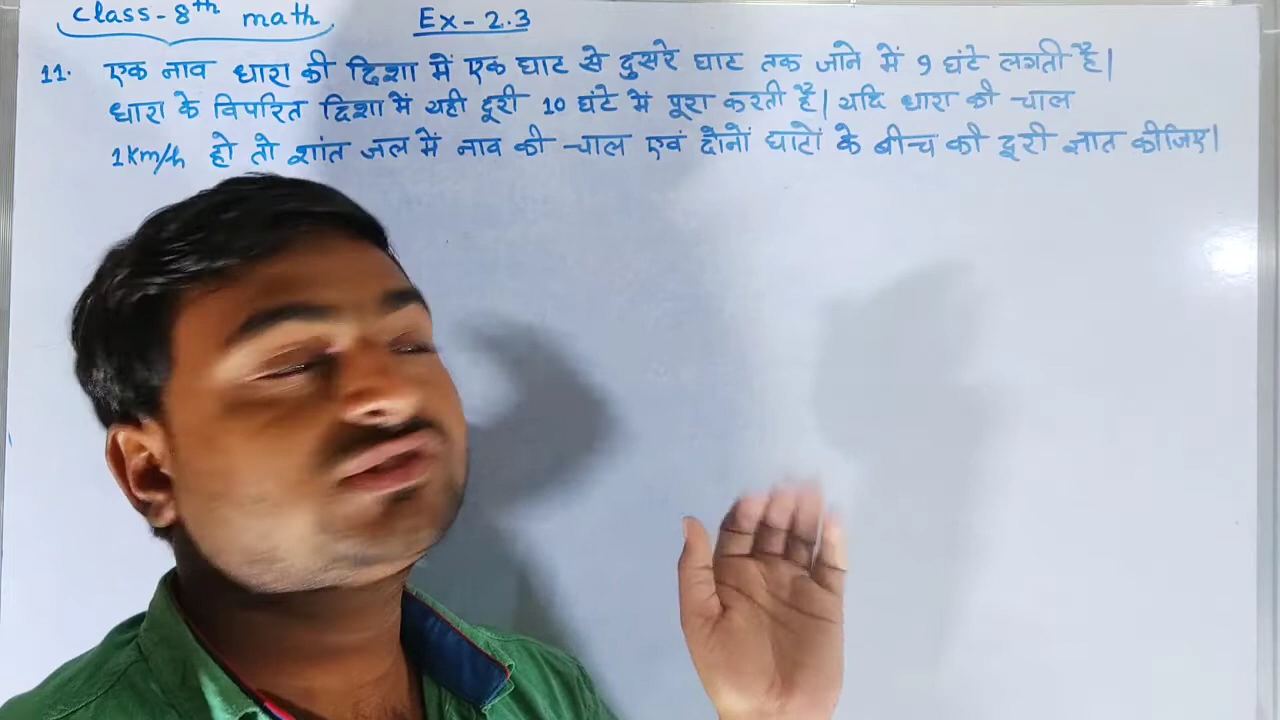 Class - 8th math Ex - 2.3
11. एक नाव धारा की दिशा में एक घाट से दुसरे घाट तक जाने में 9 घंटे लगती है|
धारा के विपरित दिशा में यही दूरी 10 घंटे में पूरा करती है| यदि धारा की चाल
1Km/h हो तो शांत जल में नाव की चाल एवं दोनों घाटों के बीच की दूरी ज्ञात कीजिए|